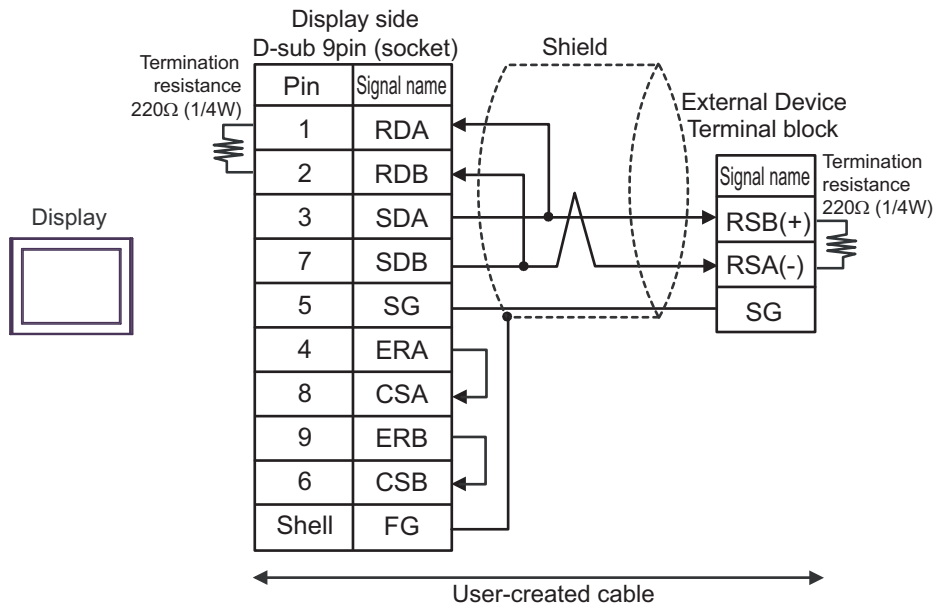 Display side
D-sub 9pin (socket)
Shield
Termination
resistance
220Ω (1/4W)
Pin Signal name
1 RDA
2 RDB
3 SDA
7 SDB
5 SG
4 ERA
8 CSA
9 ERB
6 CSB
Shell FG
Display
External Device
Terminal block
Signal name
RSB(+)
RSA(-)
SG
Termination
resistance
220Ω (1/4W)
User-created cable